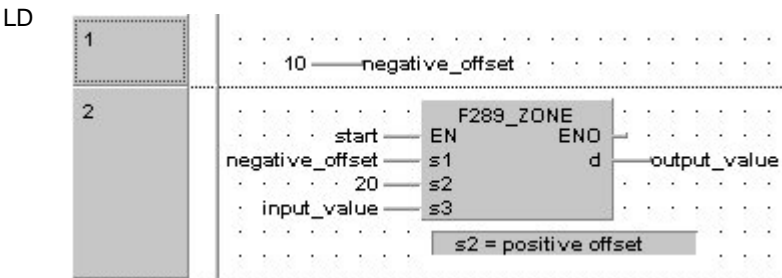 LD
1
10 negative_offset
2
F289_ZONE
start EN ENO
negative_offset s1 d output_value
20 s2
input_value s3
s2 = positive offset